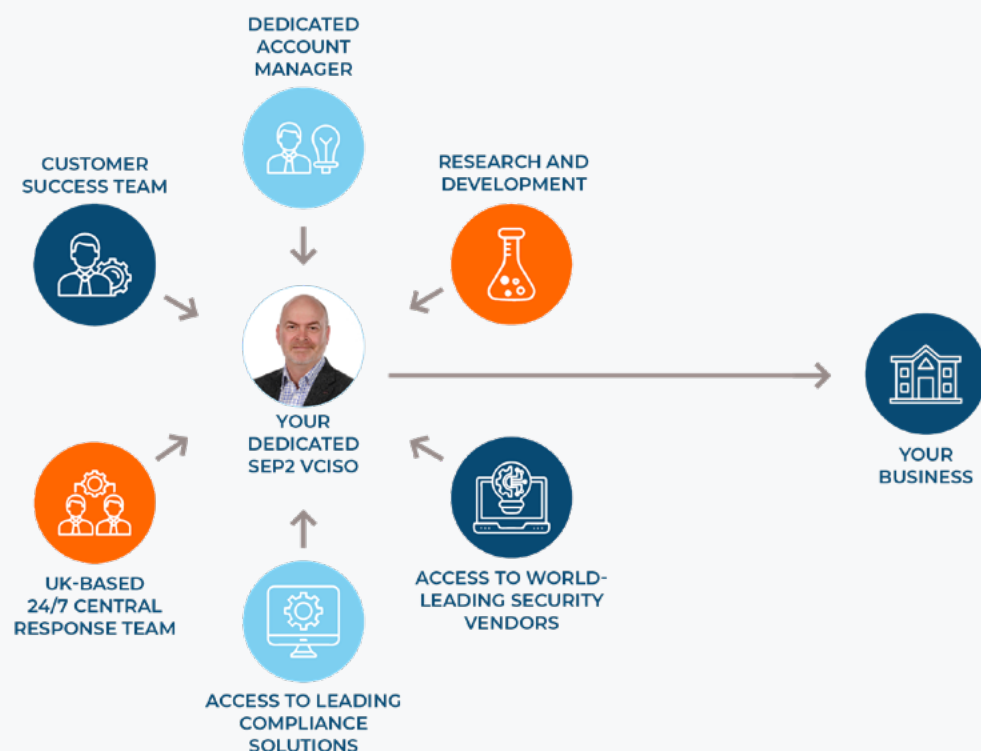 DEDICATED
ACCOUNT
MANAGER
CUSTOMER
SUCCESS TEAM
RESEARCH AND
DEVELOPMENT
YOUR
DEDICATED
SEP2 VCISO
YOUR
BUSINESS
UK-BASED
24/7 CENTRAL
RESPONSE TEAM
ACCESS TO WORLD-
LEADING SECURITY
VENDORS
ACCESS TO LEADING
COMPLIANCE
SOLUTIONS